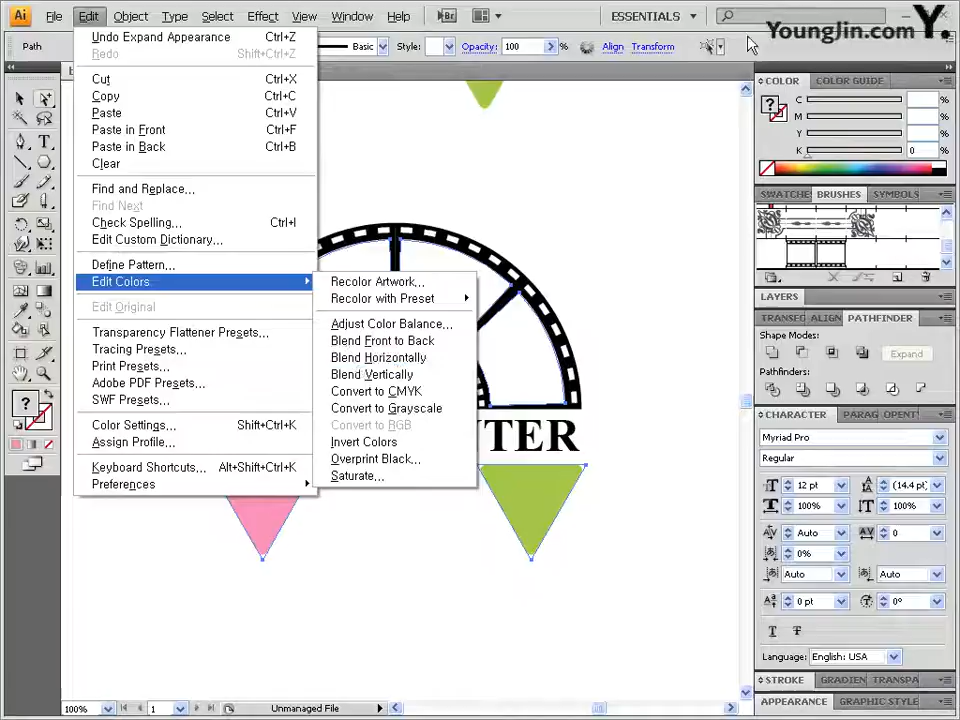 Ai File Edit Object Type Select Effect View Window Help Br ESSENTIALS
YoungJin.com Y.
Path Basic Style: Opacity: 100 % Align Transform
Undo Expand Appearance Ctrl+Z
Redo Shift+Ctrl+Z
Cut Ctrl+X
Copy Ctrl+C
Paste Ctrl+V
Paste in Front Ctrl+F
Paste in Back Ctrl+B
Clear
Find and Replace...
Find Next
Check Spelling... Ctrl+I
Edit Custom Dictionary...
Define Pattern...
Edit Colors
Edit Original
Transparency Flattener Presets...
Tracing Presets...
Print Presets...
Adobe PDF Presets...
SWF Presets...
Color Settings... Shift+Ctrl+K
Assign Profile...
Keyboard Shortcuts... Alt+Shift+Ctrl+K
Preferences
Recolor Artwork...
Recolor with Preset
Adjust Color Balance...
Blend Front to Back
Blend Horizontally
Blend Vertically
Convert to CMYK
Convert to Grayscale
Convert to RGB
Invert Colors
Overprint Black...
Saturate...
NTER
COLOR COLOR GUIDE
C %
M %
Y %
K 0 %
SWATCHE BRUSHES SYMBOLS
LAYERS
TRANSFO ALIGN PATHFINDER
Shape Modes:
Expand
Pathfinders:
CHARACTER PARAG OPENT
Myriad Pro
Regular
12 pt (14.4 pt)
100% 100%
Auto 0
0%
Auto Auto
0 pt 0°
T T
Language: English: USA
STROKE GRADIEN TRANSPA
APPEARANCE GRAPHIC STYLE
100% 1 Unmanaged File